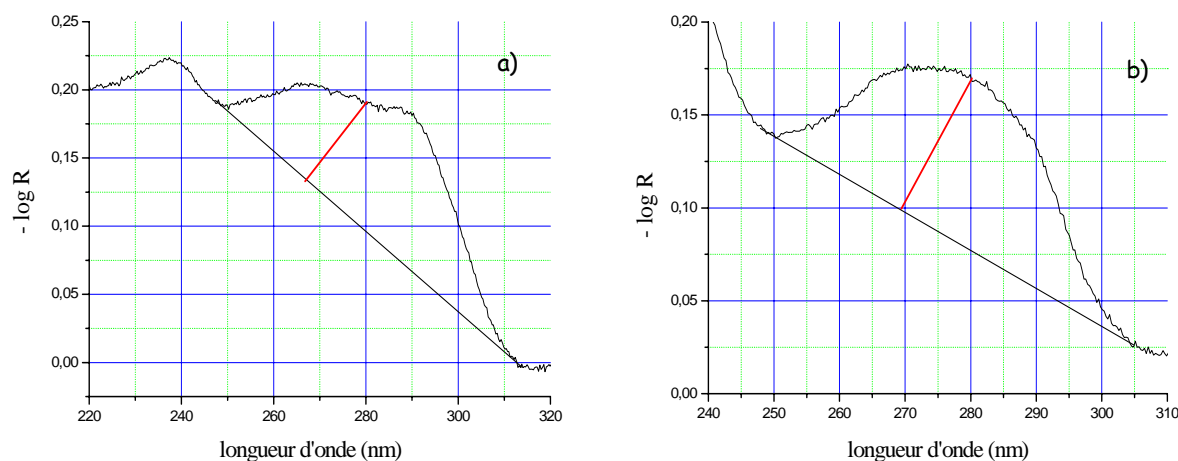 a)
0,25
0,20
0,15
0,10
0,05
0,00
- log R
220 240 260 280 300 320
longueur d'onde (nm)
b)
0,20
0,15
0,10
0,05
0,00
- log R
240 250 260 270 280 290 300 310
longueur d'onde (nm)